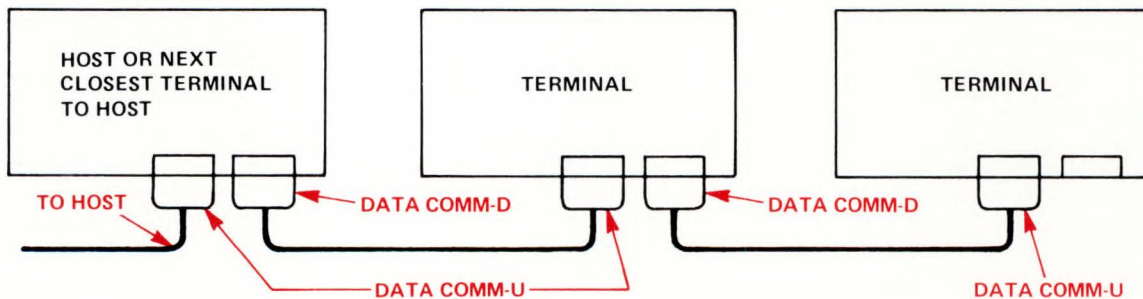 HOST OR NEXT
CLOSEST TERMINAL
TO HOST
TERMINAL
TERMINAL
TO HOST
DATA COMM-D
DATA COMM-D
DATA COMM-U
DATA COMM-U